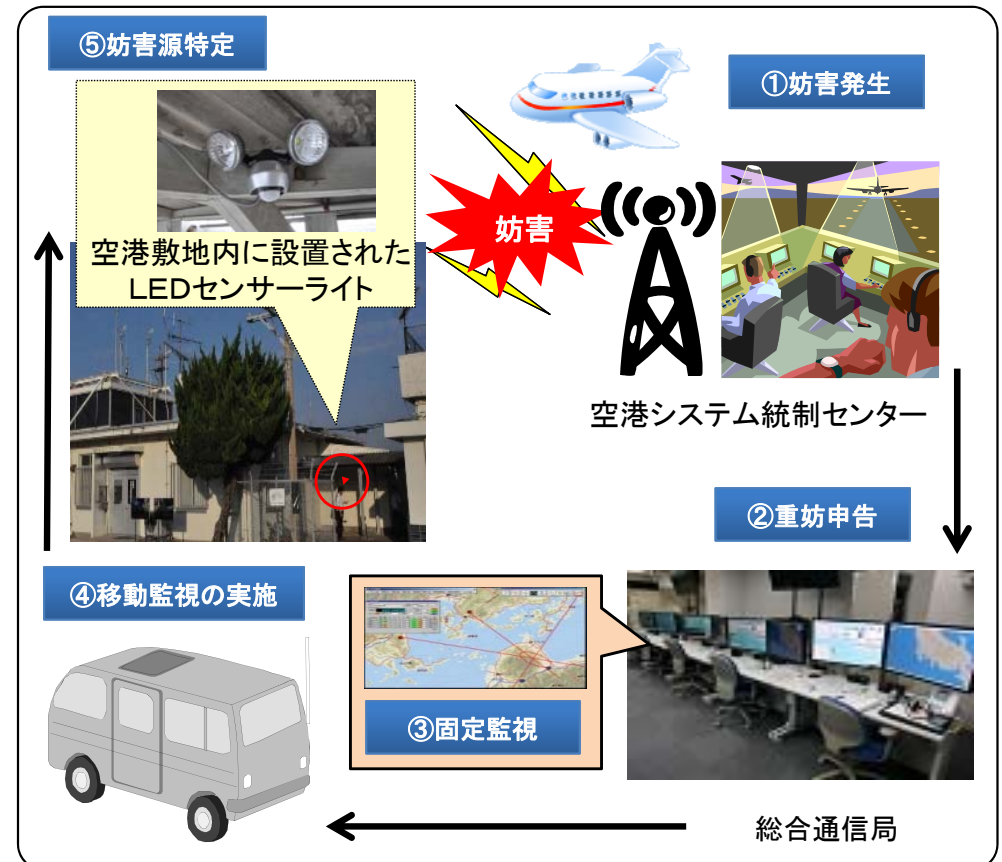 ⑤妨害源特定
①妨害発生
妨害
空港敷地内に設置された
LEDセンサーライト
空港システム統制センター
②重妨申告
④移動監視の実施
③固定監視
総合通信局